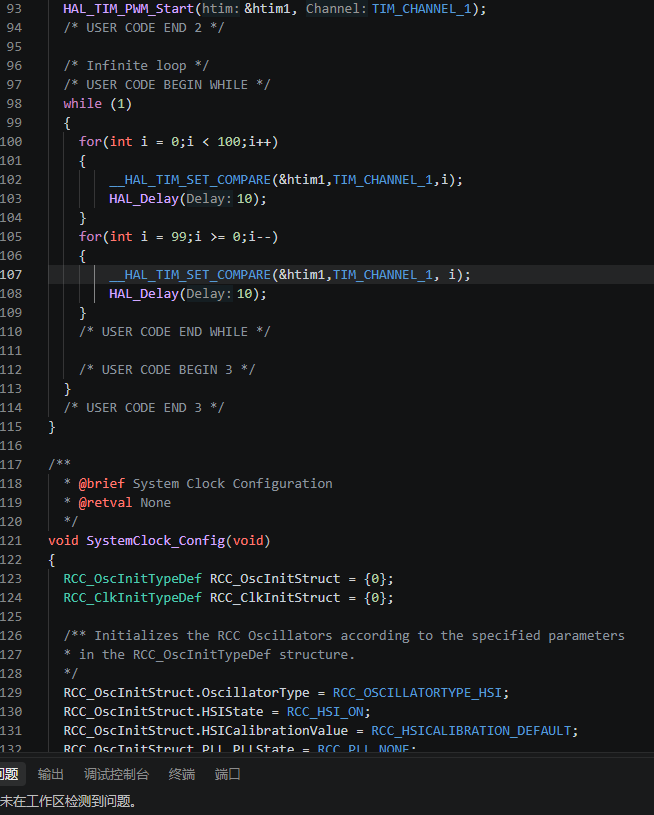 93 HAL_TIM_PWM_Start(htim: &htim1, Channel: TIM_CHANNEL_1);
94 /* USER CODE END 2 */
95
96 /* Infinite loop */
97 /* USER CODE BEGIN WHILE */
98 while (1)
99 {
100 for(int i = 0;i < 100;i++)
101 {
102 __HAL_TIM_SET_COMPARE(&htim1,TIM_CHANNEL_1,i);
103 HAL_Delay(Delay: 10);
104 }
105 for(int i = 99;i >= 0;i--)
106 {
107 __HAL_TIM_SET_COMPARE(&htim1,TIM_CHANNEL_1, i);
108 HAL_Delay(Delay: 10);
109 }
110 /* USER CODE END WHILE */
111
112 /* USER CODE BEGIN 3 */
113 }
114 /* USER CODE END 3 */
115 }
116
117 /**
118 * @brief System Clock Configuration
119 * @retval None
120 */
121 void SystemClock_Config(void)
122 {
123 RCC_OscInitTypeDef RCC_OscInitStruct = {0};
124 RCC_ClkInitTypeDef RCC_ClkInitStruct = {0};
125
126 /** Initializes the RCC Oscillators according to the specified parameters
127 * in the RCC_OscInitTypeDef structure.
128 */
129 RCC_OscInitStruct.OscillatorType = RCC_OSCILLATORTYPE_HSI;
130 RCC_OscInitStruct.HSIState = RCC_HSI_ON;
131 RCC_OscInitStruct.HSICalibrationValue = RCC_HSICALIBRATION_DEFAULT;
132 RCC_OscInitStruct.PLL.PLLState = RCC_PLL_NONE;
问题 输出 调试控制台 终端 端口
未在工作区检测到问题。